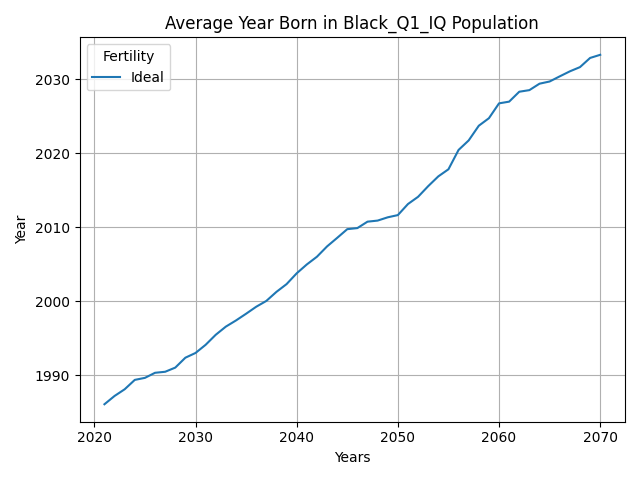 Average Year Born in Black_Q1_IQ Population
Fertility
Ideal
Year
2030
2020
2010
2000
1990
2020 2030 2040 2050 2060 2070
Years